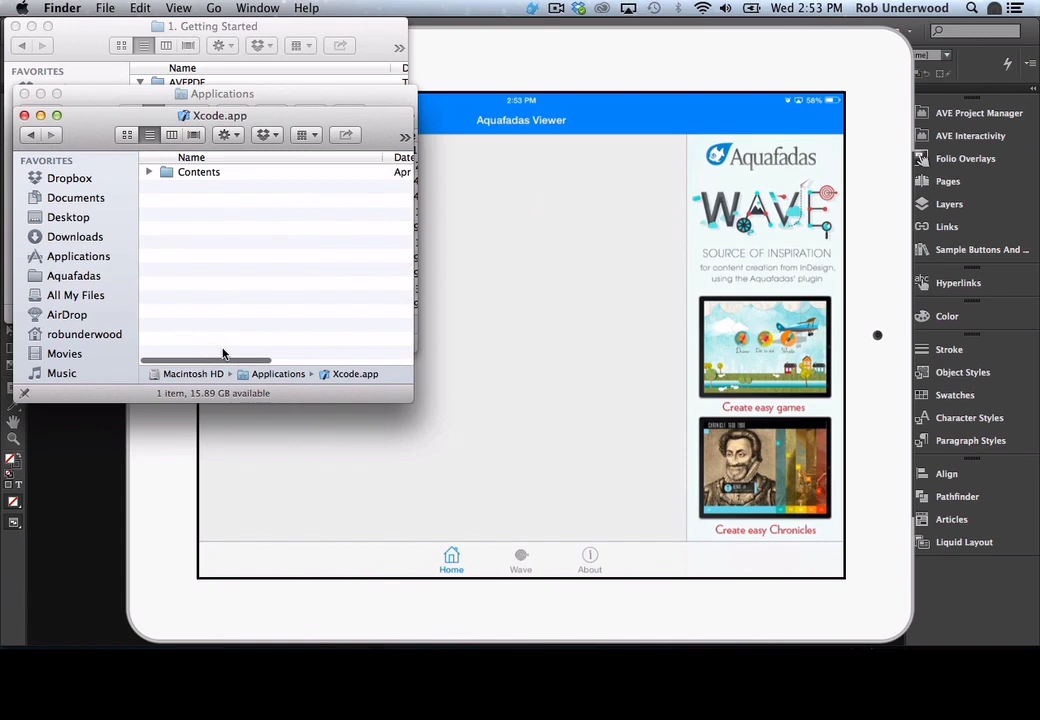 Finder File Edit View Go Window Help Wed 2:53 PM Rob Underwood
1. Getting Started
FAVORITES
Name
AVEPDF
Applications
Xcode.app
FAVORITES
Dropbox
Documents
Desktop
Downloads
Applications
Aquafadas
All My Files
AirDrop
robunderwood
Movies
Music
Name Date
Contents Apr
Macintosh HD ▸ Applications ▸ Xcode.app
1 item, 15.89 GB available
2:53 PM 58%
Aquafadas Viewer
Aquafadas
WAVE
SOURCE OF INSPIRATION
for content creation from InDesign,
using the Aquafadas' plugin
Create easy games
CHRONICLE
Create easy Chronicles
Home Wave About
AVE Project Manager
AVE Interactivity
Folio Overlays
Pages
Layers
Links
Sample Buttons And ...
Hyperlinks
Color
Stroke
Object Styles
Swatches
Character Styles
Paragraph Styles
Align
Pathfinder
Articles
Liquid Layout